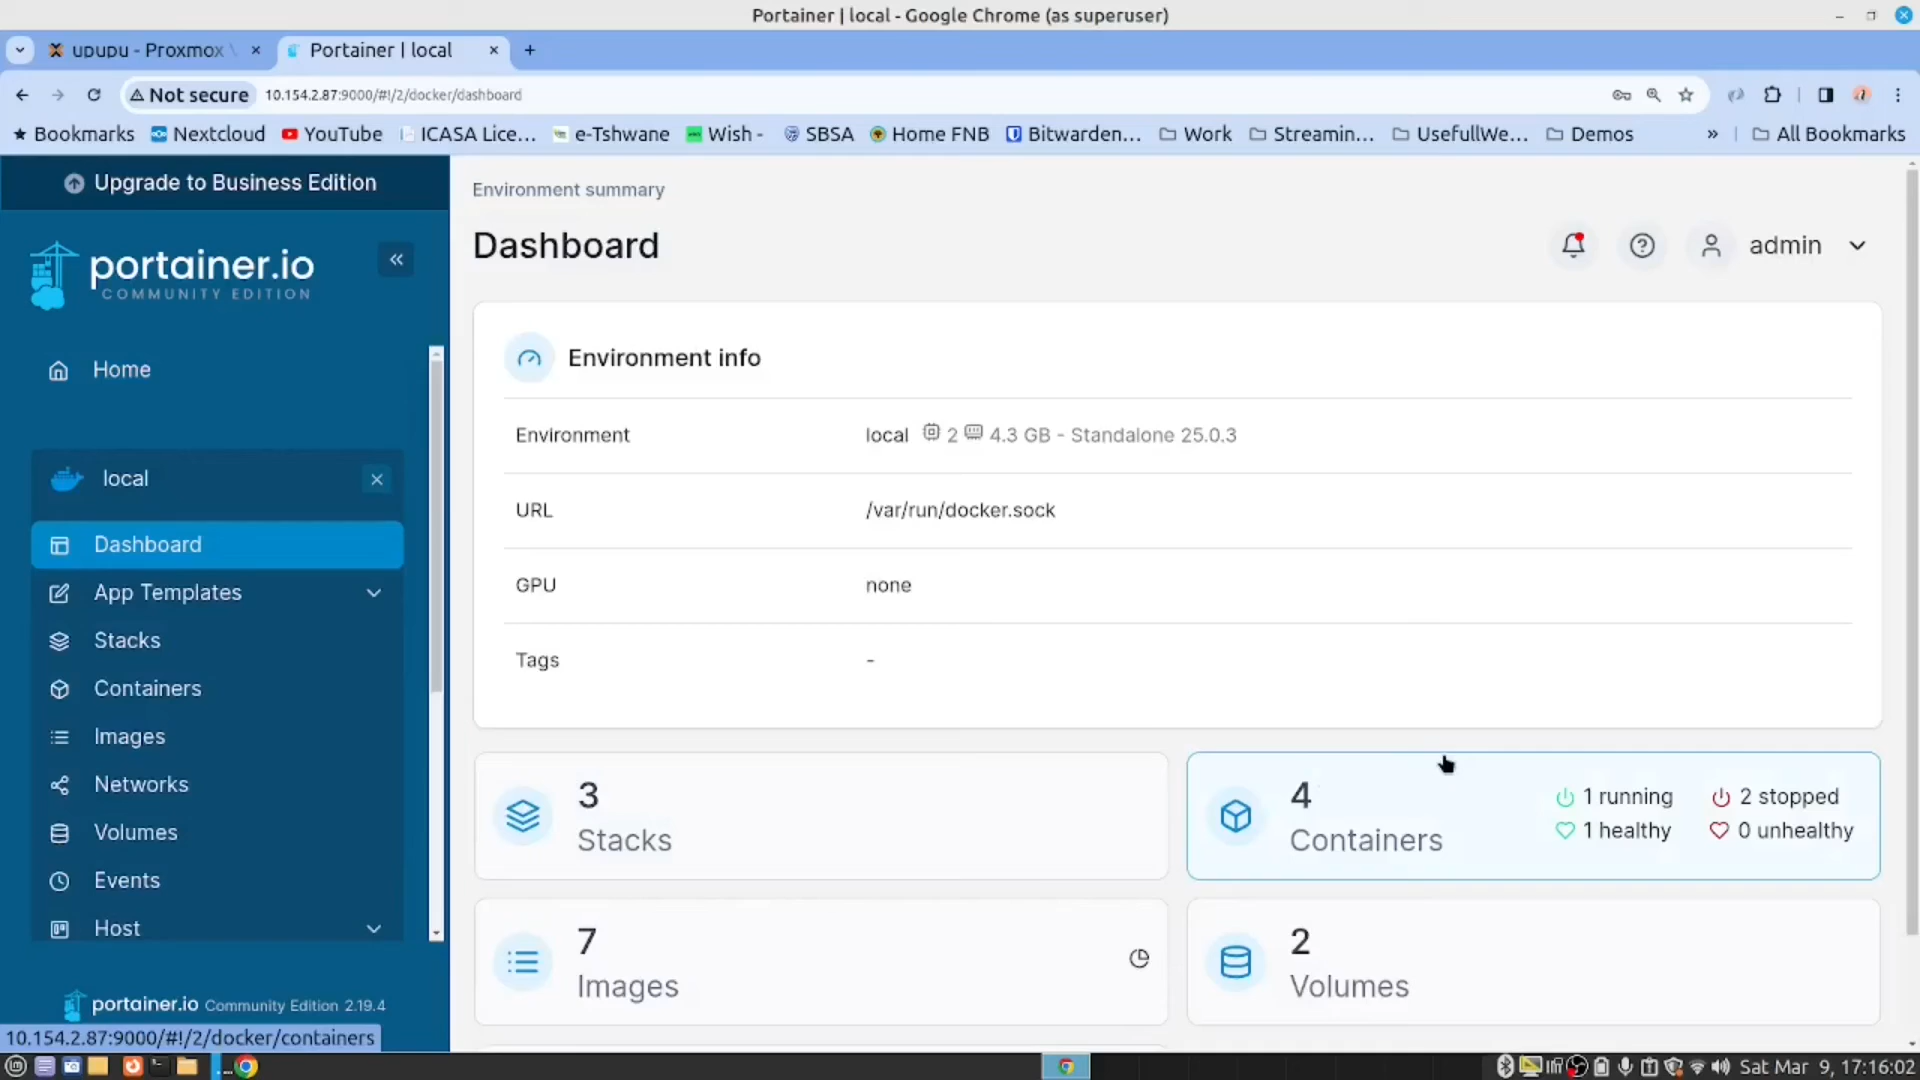 Portainer | local - Google Chrome (as superuser)
upupu - Proxmox
Portainer | local
Not secure
10.154.2.87:9000/#!/2/docker/dashboard
Bookmarks
Nextcloud
YouTube
ICASA Lice...
e-Tshwane
Wish -
SBSA
Home FNB
Bitwarden...
Work
Streamin...
UsefullWe...
Demos
»
All Bookmarks
Upgrade to Business Edition
portainer.io
COMMUNITY EDITION
Home
local
Dashboard
App Templates
Stacks
Containers
Images
Networks
Volumes
Events
Host
portainer.io Community Edition 2.19.4
10.154.2.87:9000/#!/2/docker/containers
Environment summary
Dashboard
admin
Environment info
Environment local 2 4.3 GB - Standalone 25.0.3
URL /var/run/docker.sock
GPU none
Tags -
3
Stacks
4
Containers
1 running 2 stopped
1 healthy 0 unhealthy
7
Images
2
Volumes
Sat Mar 9, 17:16:02